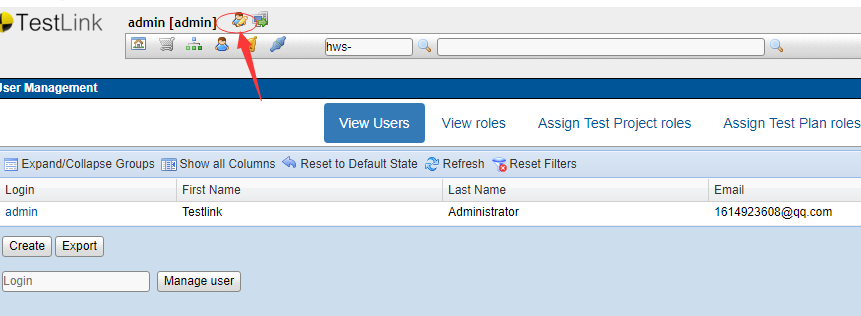 TestLink
admin [admin]
hws-
User Management
View Users
View roles
Assign Test Project roles
Assign Test Plan roles
Expand/Collapse Groups
Show all Columns
Reset to Default State
Refresh
Reset Filters
Login
First Name
Last Name
Email
admin
Testlink
Administrator
1614923608@qq.com
Create
Export
Login
Manage user